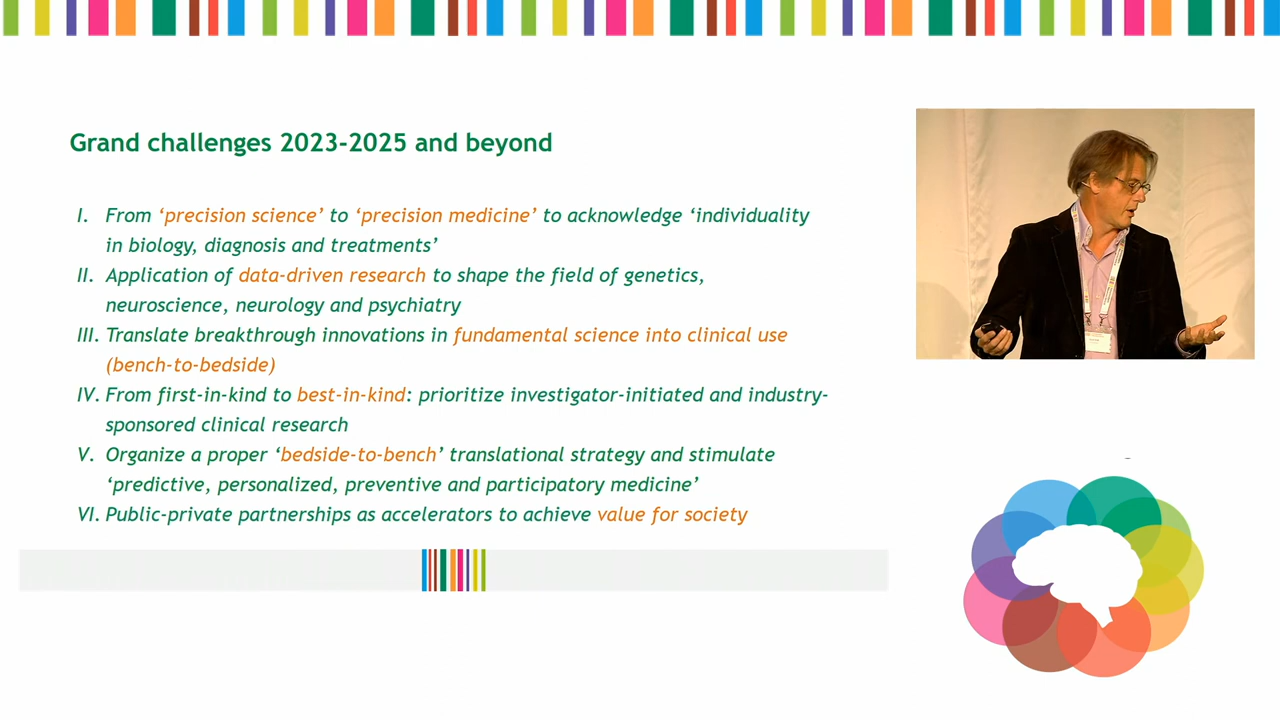 Grand challenges 2023-2025 and beyond
I. From ‘precision science’ to ‘precision medicine’ to acknowledge ‘individuality
in biology, diagnosis and treatments’
II. Application of data-driven research to shape the field of genetics,
neuroscience, neurology and psychiatry
III. Translate breakthrough innovations in fundamental science into clinical use
(bench-to-bedside)
IV. From first-in-kind to best-in-kind: prioritize investigator-initiated and industry-
sponsored clinical research
V. Organize a proper ‘bedside-to-bench’ translational strategy and stimulate
‘predictive, personalized, preventive and participatory medicine’
VI. Public-private partnerships as accelerators to achieve value for society